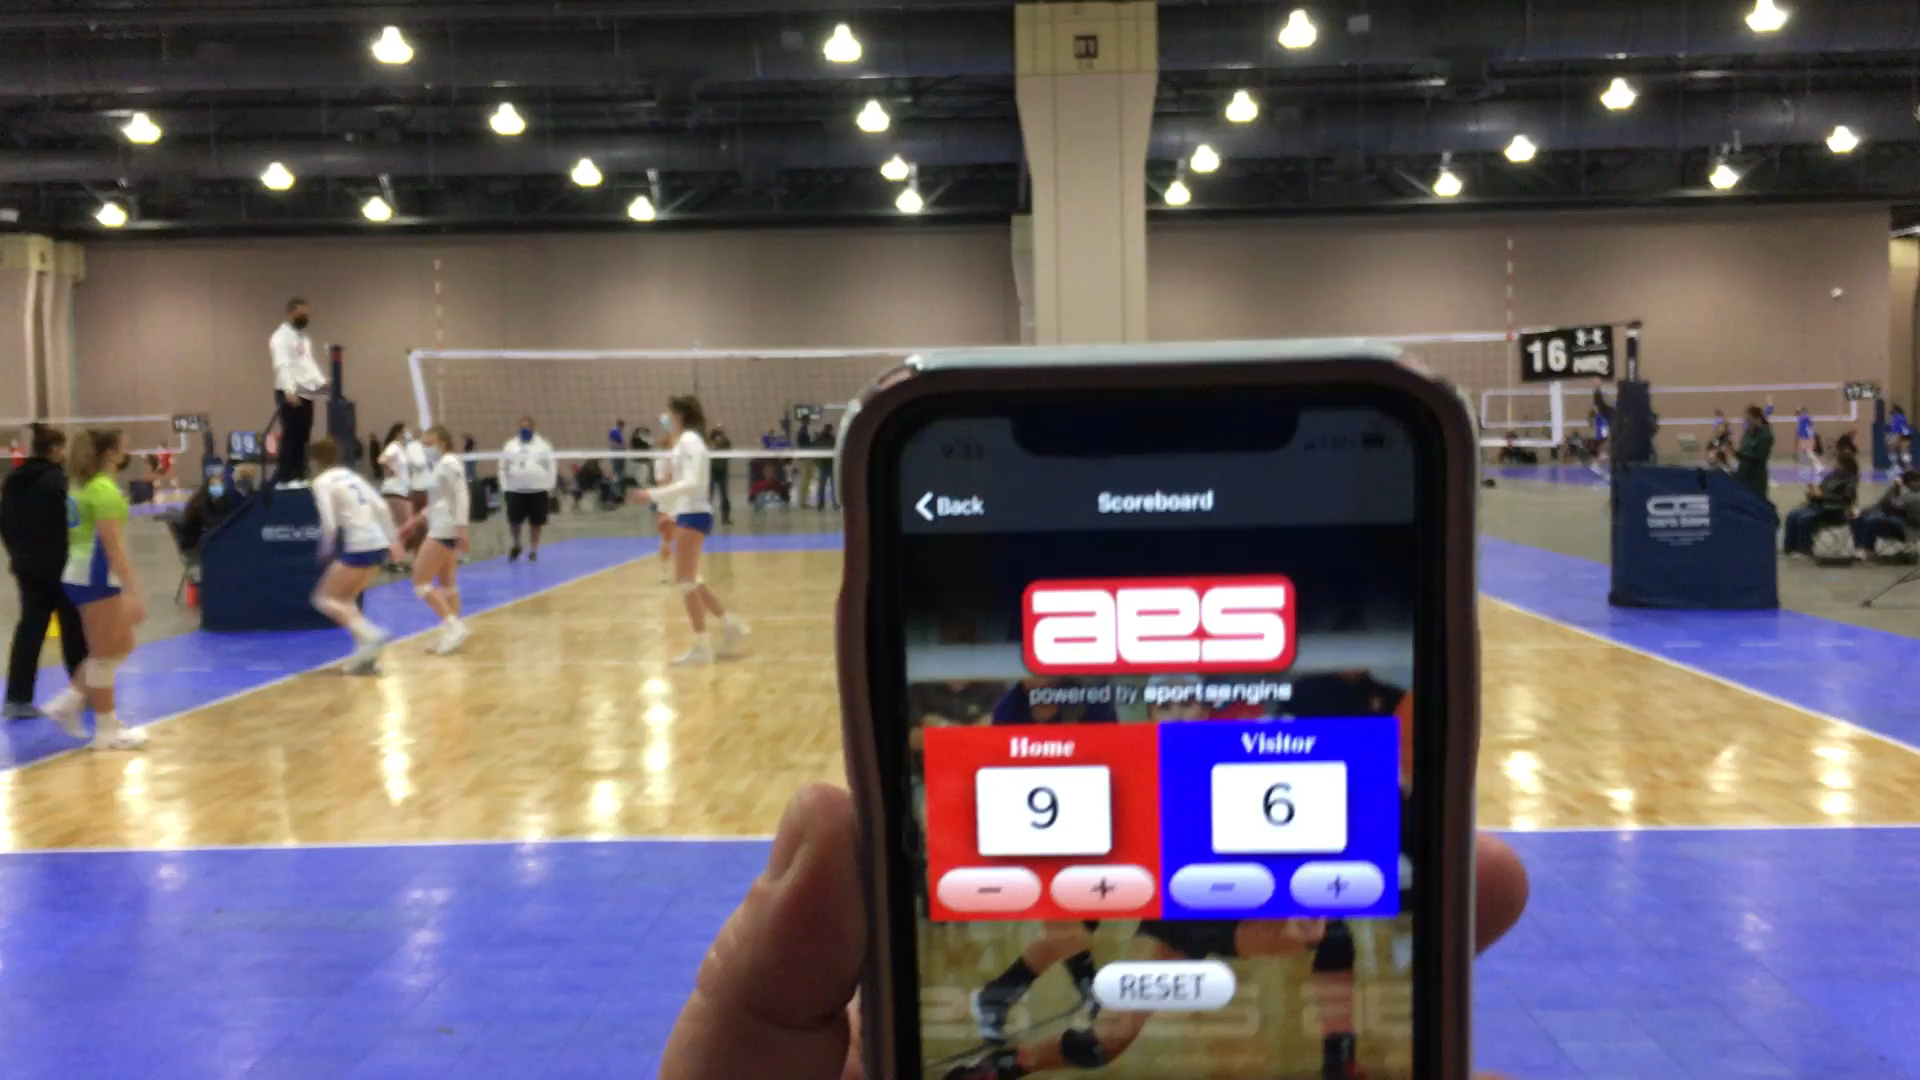 16
Back
Scoreboard
aes
powered by sportsengine
Home
Visitor
9
6
−
+
−
+
RESET